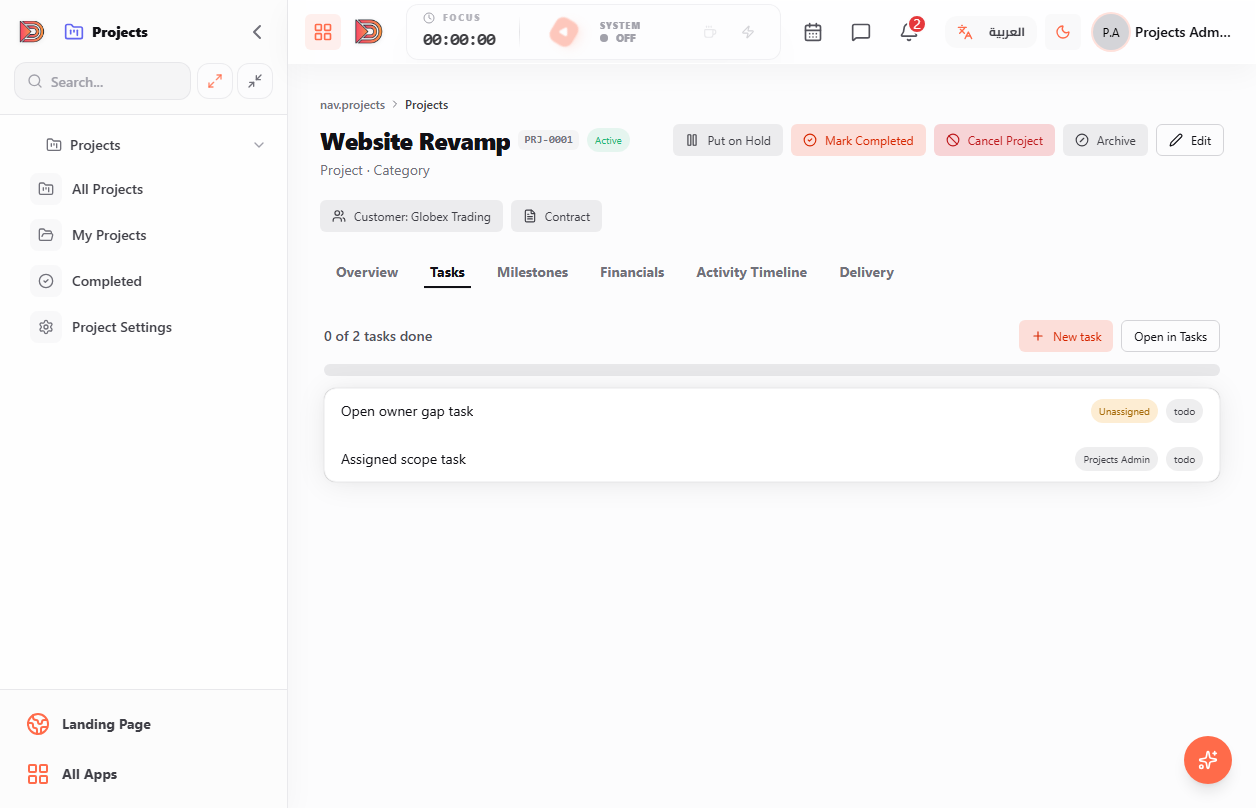 Projects
Search...
Projects
All Projects
My Projects
Completed
Project Settings
Landing Page
All Apps
FOCUS
00:00:00
SYSTEM
OFF
2
العربية
P.A
Projects Adm...
nav.projects > Projects
Website Revamp
PRJ-0001
Active
Put on Hold
Mark Completed
Cancel Project
Archive
Edit
Project · Category
Customer: Globex Trading
Contract
Overview
Tasks
Milestones
Financials
Activity Timeline
Delivery
0 of 2 tasks done
New task
Open in Tasks
Open owner gap task
Unassigned
todo
Assigned scope task
Projects Admin
todo